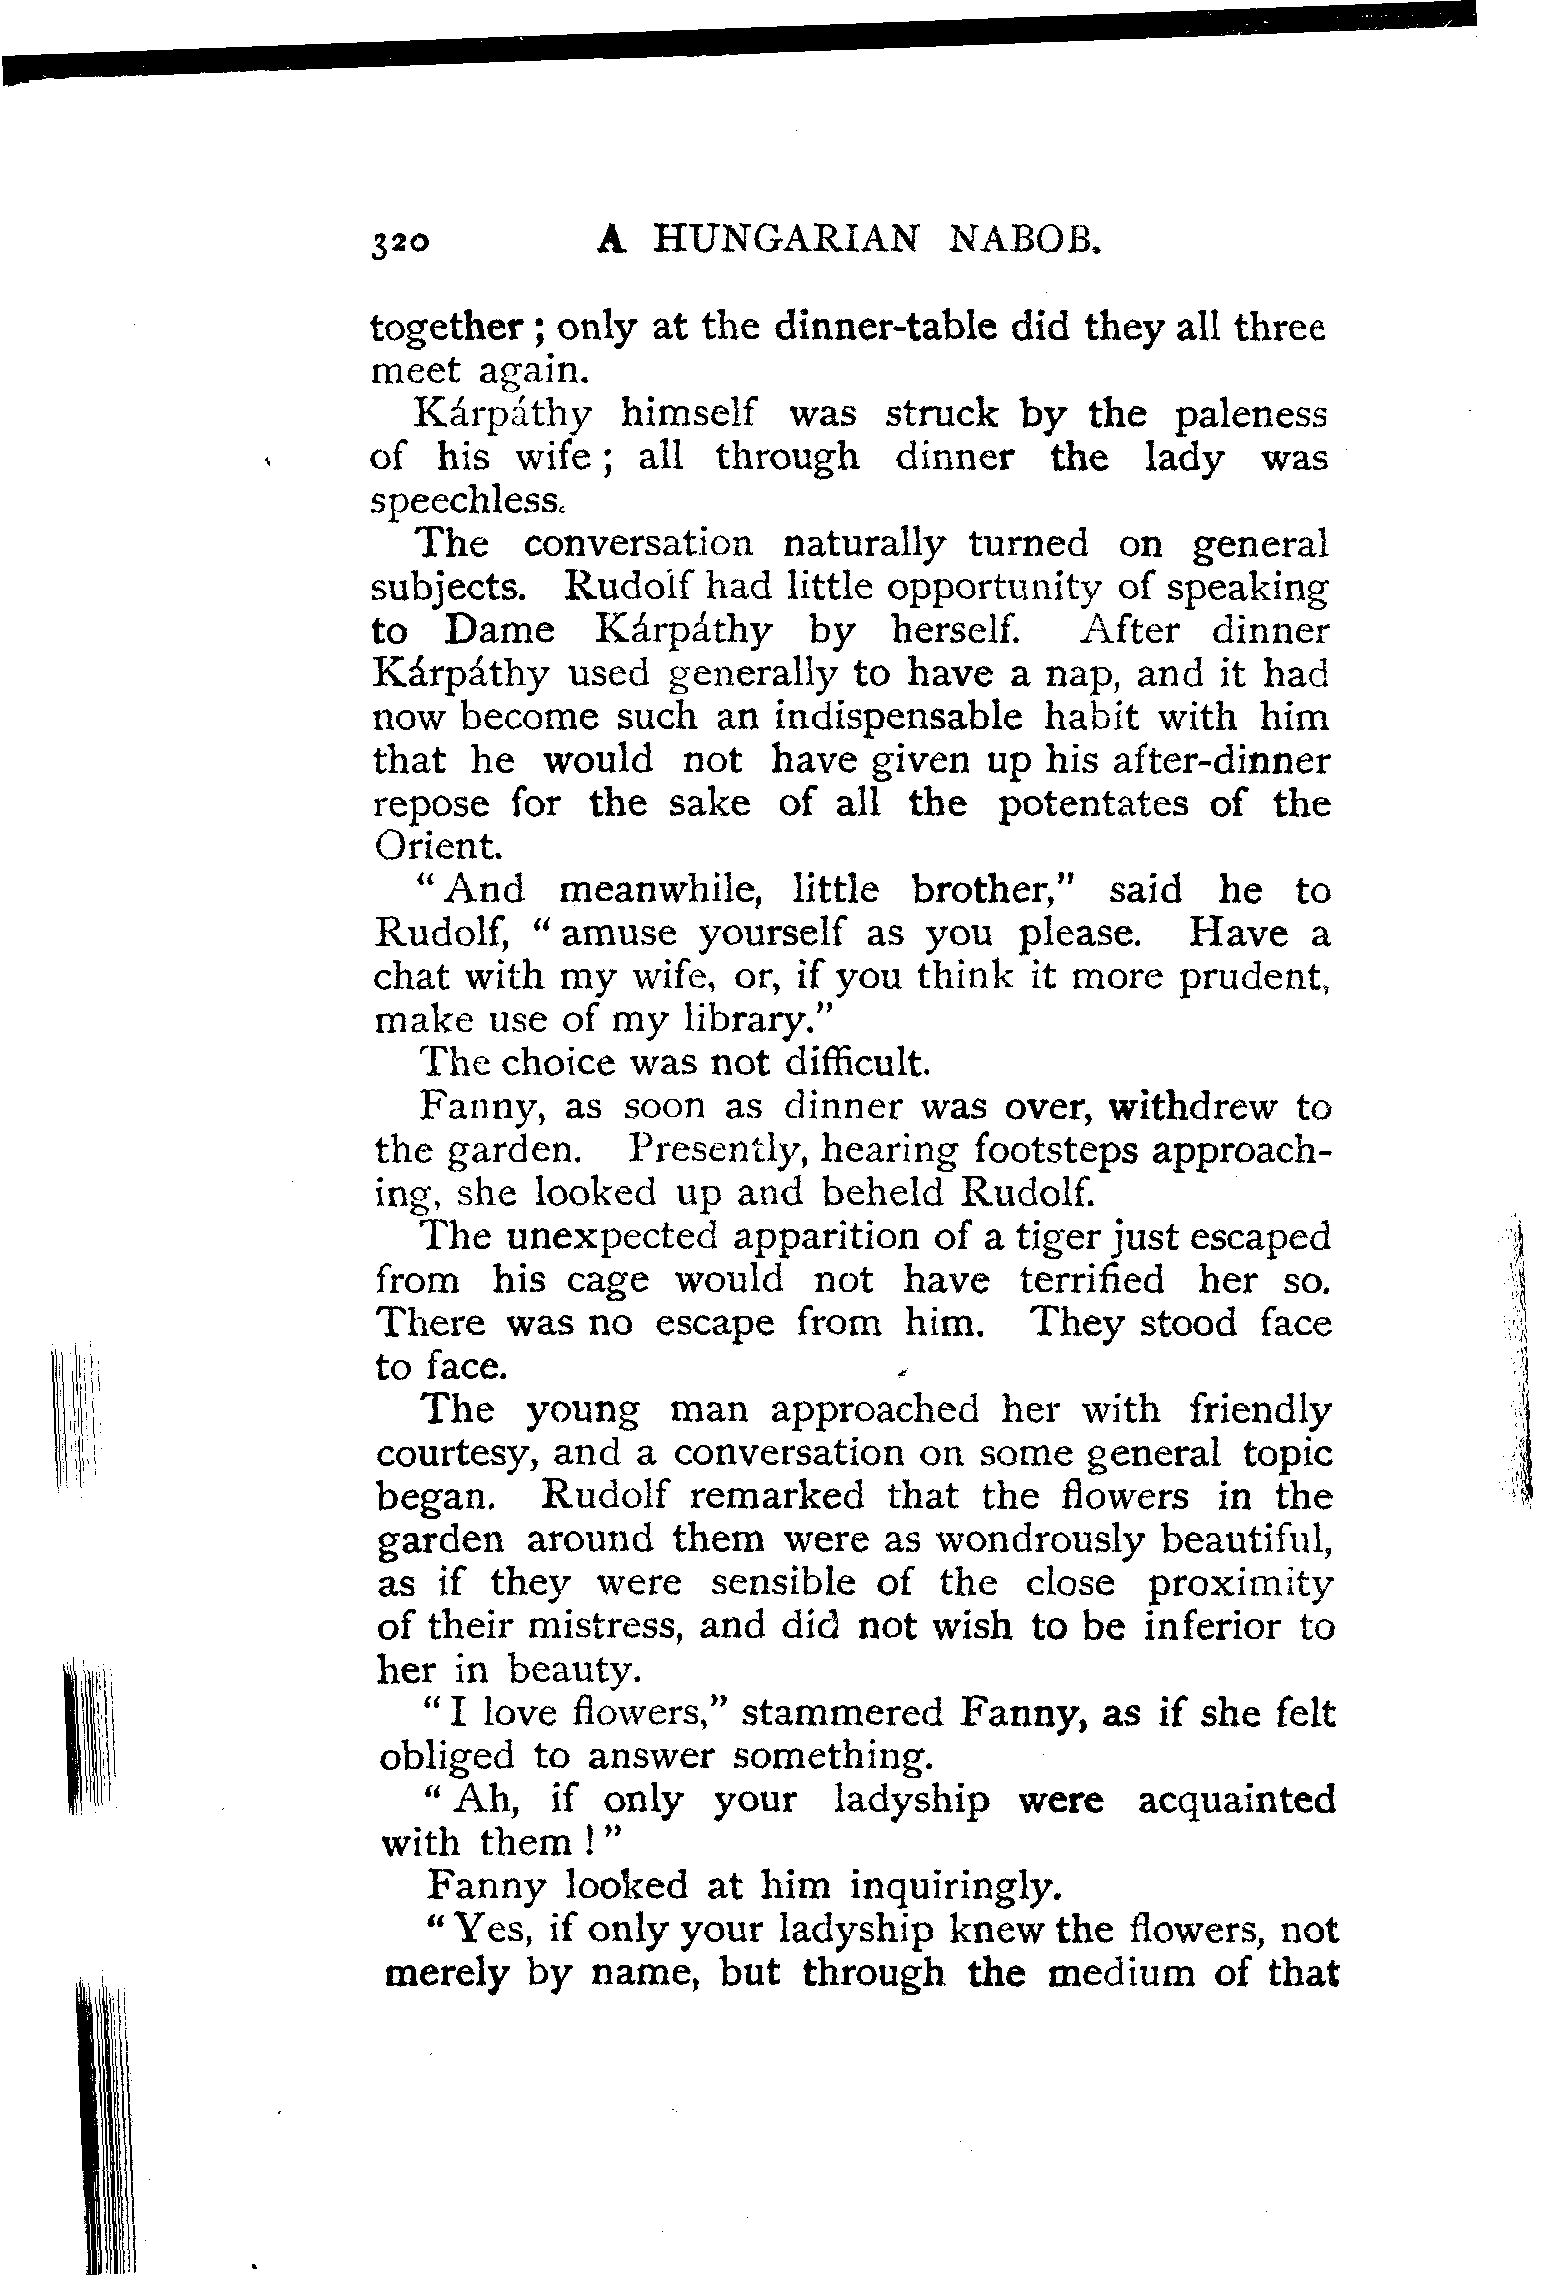 320 A HUNGARIAN NABOB.
together ; only at the dinner-table did they all three
meet again.
Kárpáthy himself was struck by the paleness
of his wife ; all through dinner the lady was
speechless.
The conversation naturally turned on general
subjects. Rudolf had little opportunity of speaking
to Dame Kárpáthy by herself. After dinner
Kárpáthy used generally to have a nap, and it had
now become such an indispensable habit with him
that he would not have given up his after-dinner
repose for the sake of all the potentates of the
Orient.
“ And meanwhile, little brother,” said he to
Rudolf, “ amuse yourself as you please. Have a
chat with my wife, or, if you think it more prudent,
make use of my library.”
The choice was not difficult.
Fanny, as soon as dinner was over, withdrew to
the garden. Presently, hearing footsteps approach-
ing, she looked up and beheld Rudolf.
The unexpected apparition of a tiger just escaped
from his cage would not have terrified her so.
There was no escape from him. They stood face
to face.
The young man approached her with friendly
courtesy, and a conversation on some general topic
began. Rudolf remarked that the flowers in the
garden around them were as wondrously beautiful,
as if they were sensible of the close proximity
of their mistress, and did not wish to be inferior to
her in beauty.
“ I love flowers,” stammered Fanny, as if she felt
obliged to answer something.
“ Ah, if only your ladyship were acquainted
with them ! ”
Fanny looked at him inquiringly.
“ Yes, if only your ladyship knew the flowers, not
merely by name, but through the medium of that